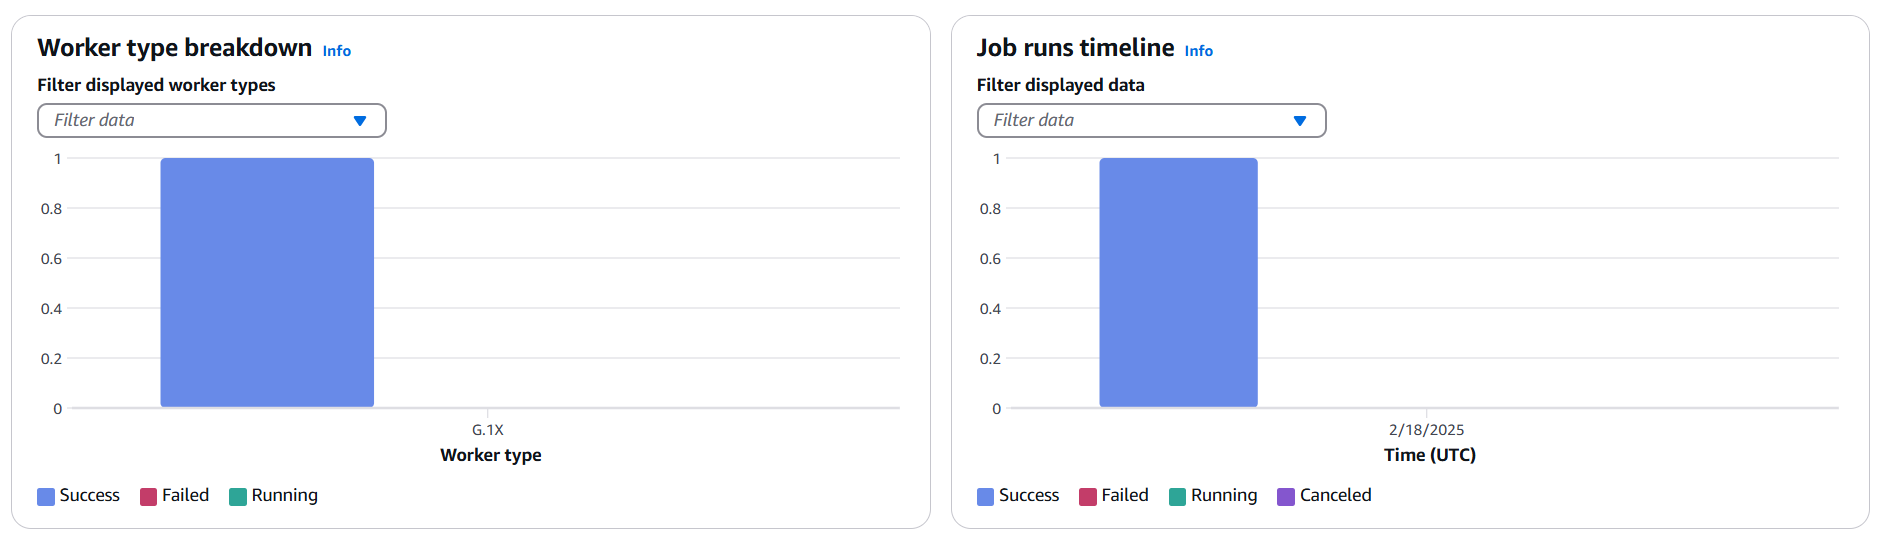 Worker type breakdown Info
Filter displayed worker types
Filter data
1
0.8
0.6
0.4
0.2
0
G.1X
Worker type
Success Failed Running
Job runs timeline Info
Filter displayed data
Filter data
1
0.8
0.6
0.4
0.2
0
2/18/2025
Time (UTC)
Success Failed Running Canceled